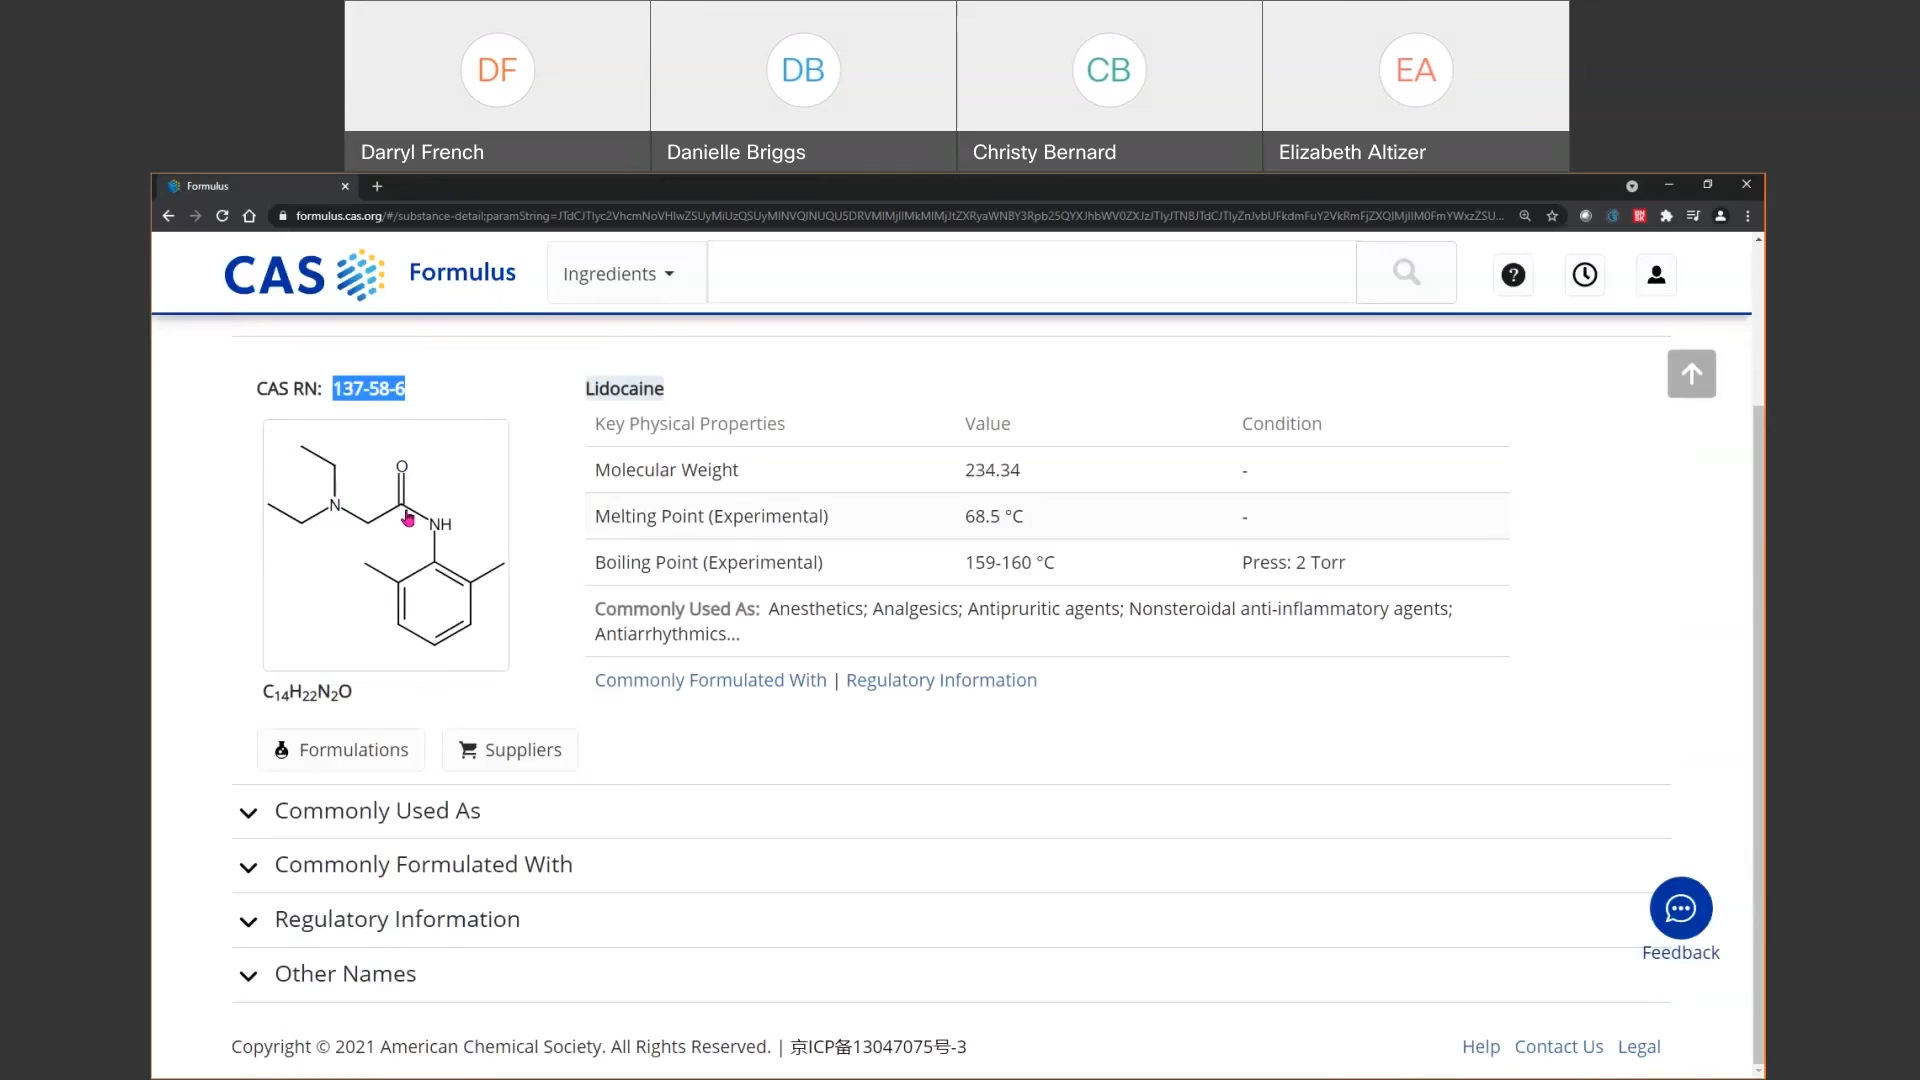 DF
DB
CB
EA
Darryl French
Danielle Briggs
Christy Bernard
Elizabeth Altizer
Formulus
CAS Formulus
Ingredients
?
CAS RN: 137-58-6
Lidocaine
Key Physical Properties Value Condition
Molecular Weight 234.34 -
Melting Point (Experimental) 68.5 °C -
Boiling Point (Experimental) 159-160 °C Press: 2 Torr
Commonly Used As: Anesthetics; Analgesics; Antipruritic agents; Nonsteroidal anti-inflammatory agents;
Antiarrhythmics...
Commonly Formulated With | Regulatory Information
O
N
NH
C₁₄H₂₂N₂O
Formulations
Suppliers
Commonly Used As
Commonly Formulated With
Regulatory Information
Other Names
Feedback
Copyright © 2021 American Chemical Society. All Rights Reserved. | 京ICP备13047075号-3
Help Contact Us Legal